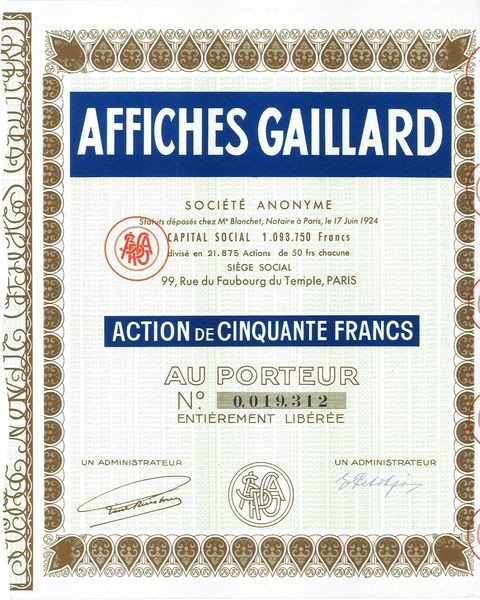 AFFICHES GAILLARD
SOCIÉTÉ ANONYME
Statuts déposés chez Me Blanchet, Notaire à Paris, le 17 Juin 1924
CAPITAL SOCIAL 1.093.750 Francs
divisé en 21.875 Actions de 50 frs chacune
SIÈGE SOCIAL
99, Rue du Faubourg du Temple, PARIS
ACTION DE CINQUANTE FRANCS
AU PORTEUR
N° 0,019,312
ENTIÈREMENT LIBÉRÉE
UN ADMINISTRATEUR
UN ADMINISTRATEUR